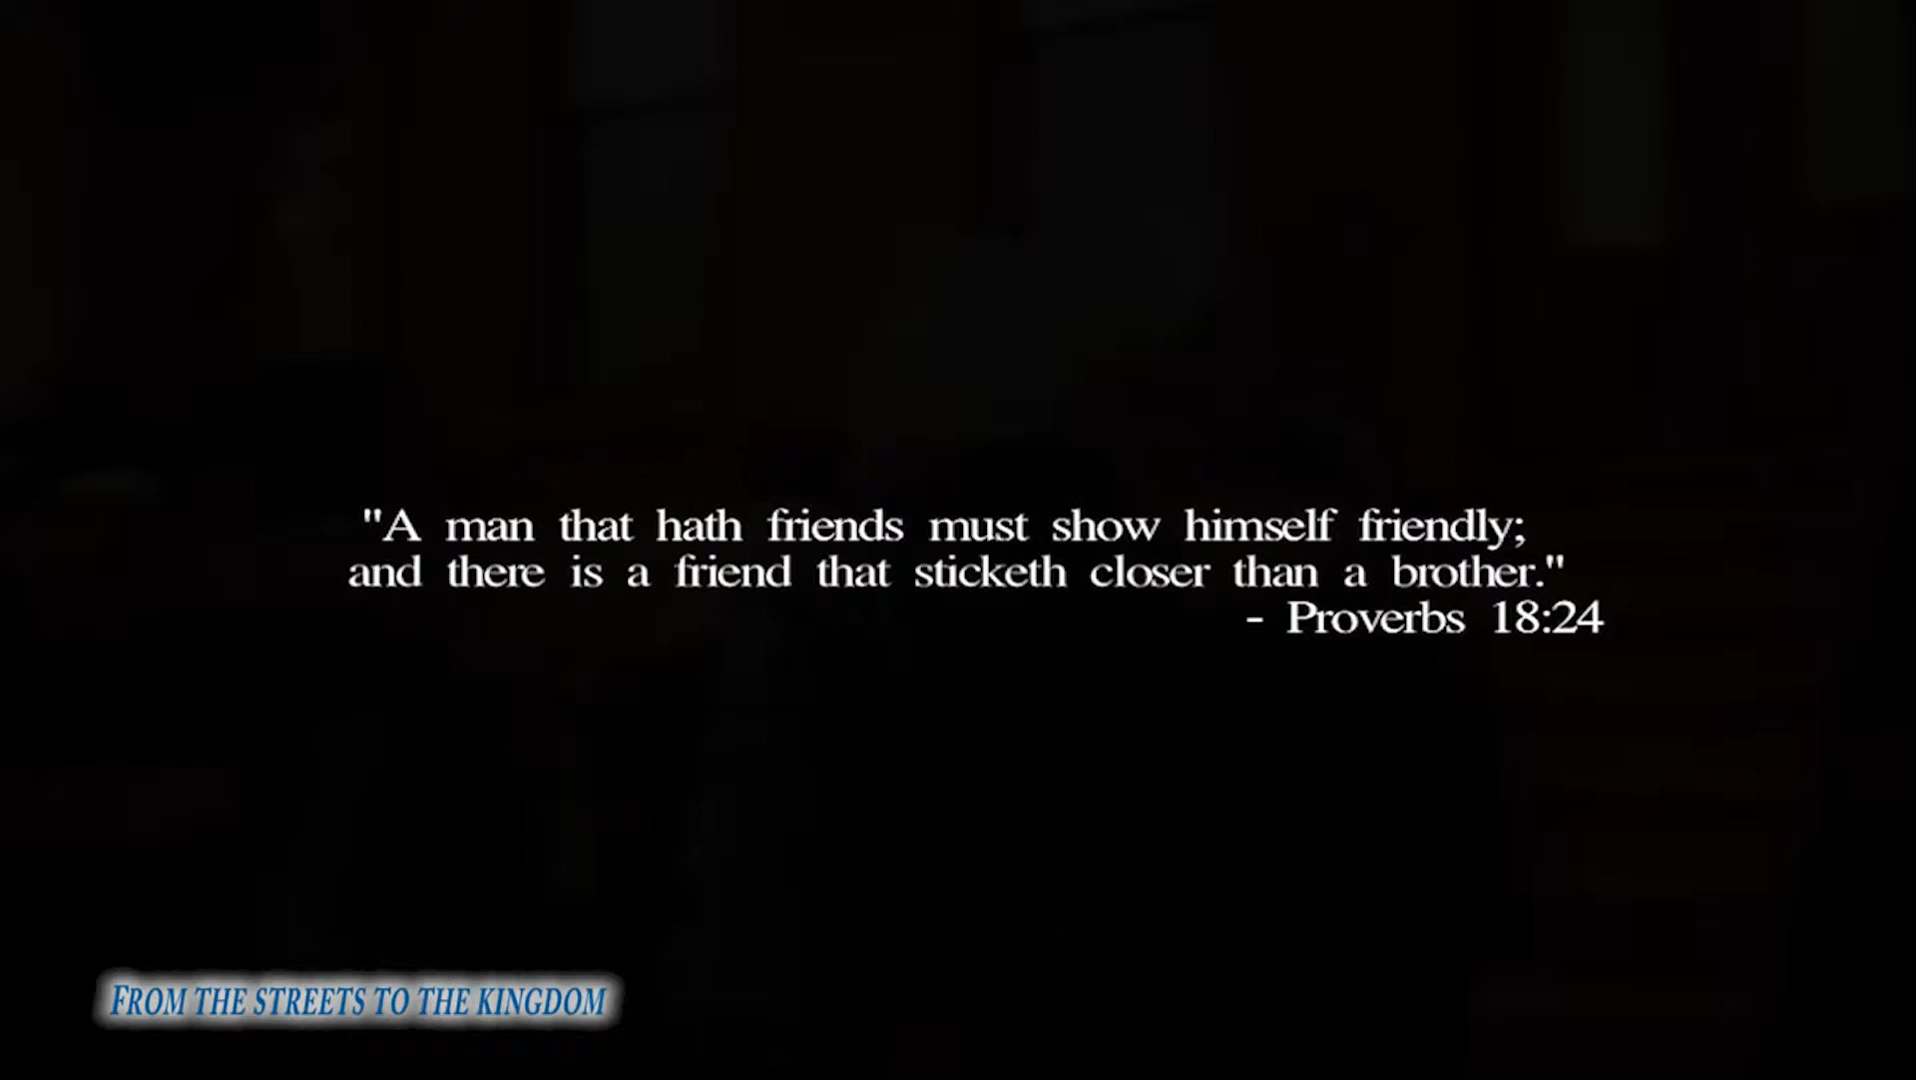 "A man that hath friends must show himself friendly;
and there is a friend that sticketh closer than a brother."
- Proverbs 18:24
FROM THE STREETS TO THE KINGDOM